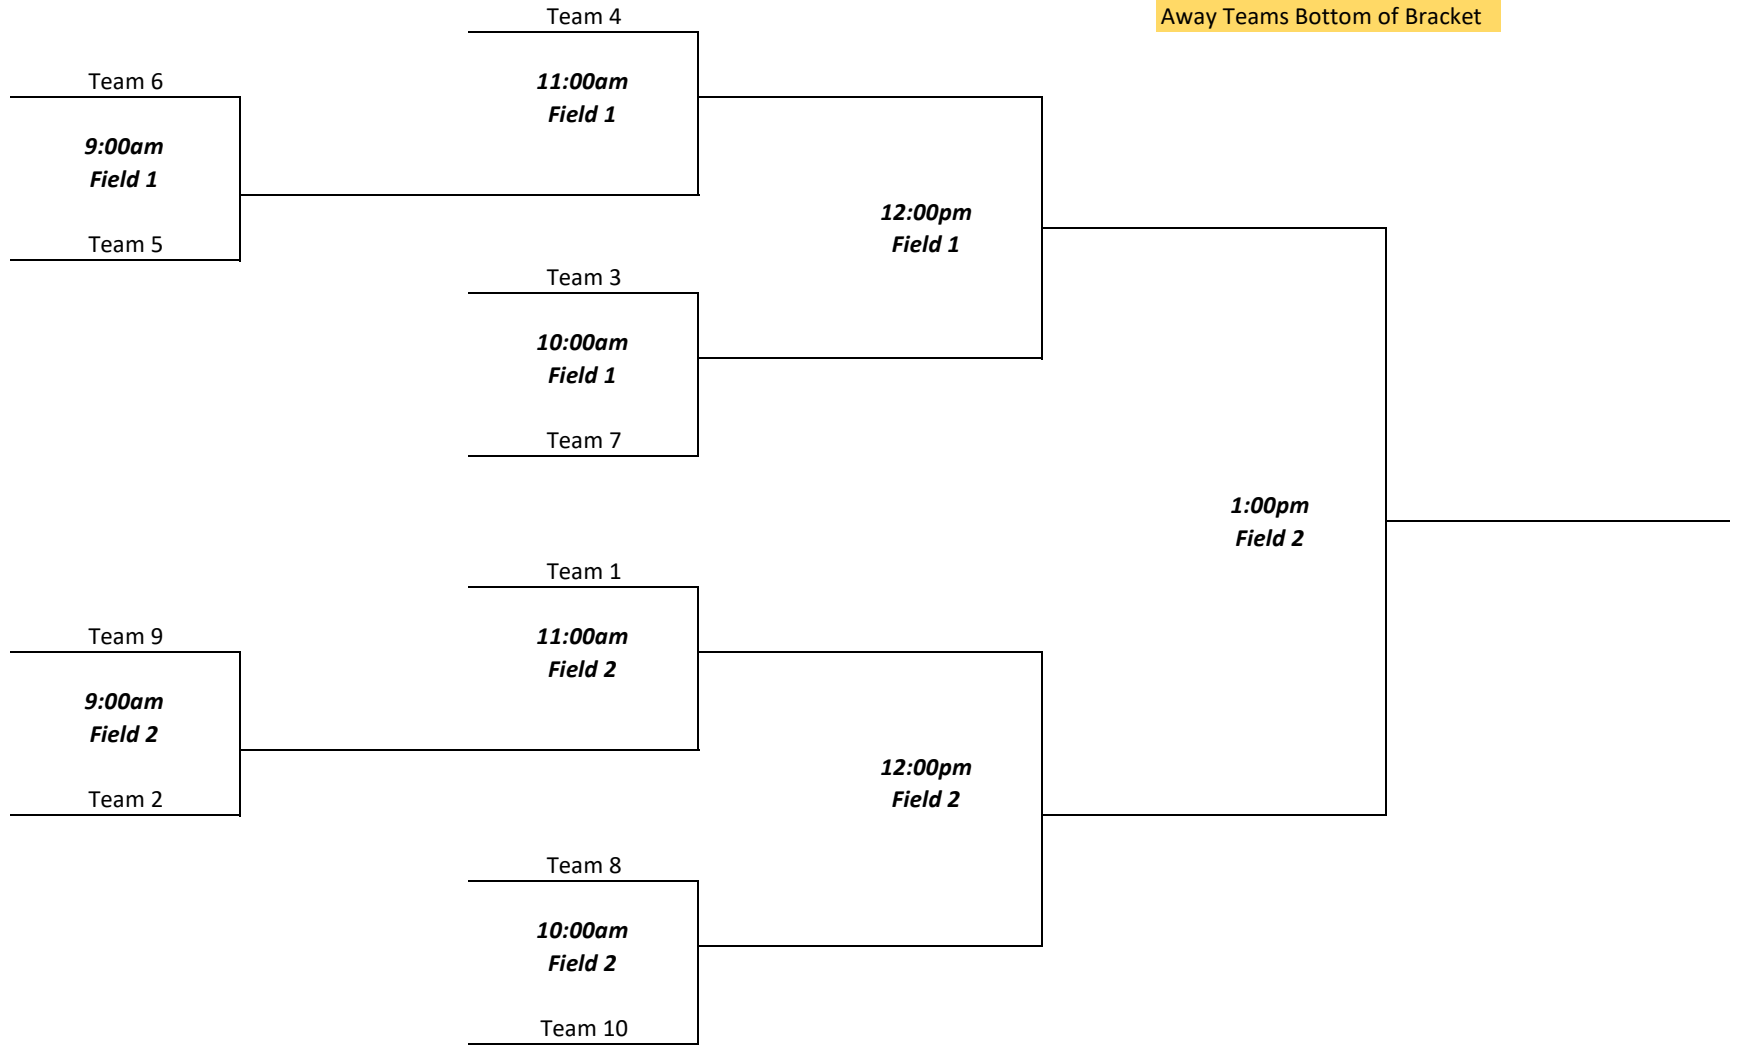 Team 4
Away Teams Bottom of Bracket
Team 6
11:00am
Field 1
9:00am
Field 1
12:00pm
Field 1
Team 5
Team 3
10:00am
Field 1
Team 7
1:00pm
Field 2
Team 1
Team 9
11:00am
Field 2
9:00am
Field 2
12:00pm
Field 2
Team 2
Team 8
10:00am
Field 2
Team 10